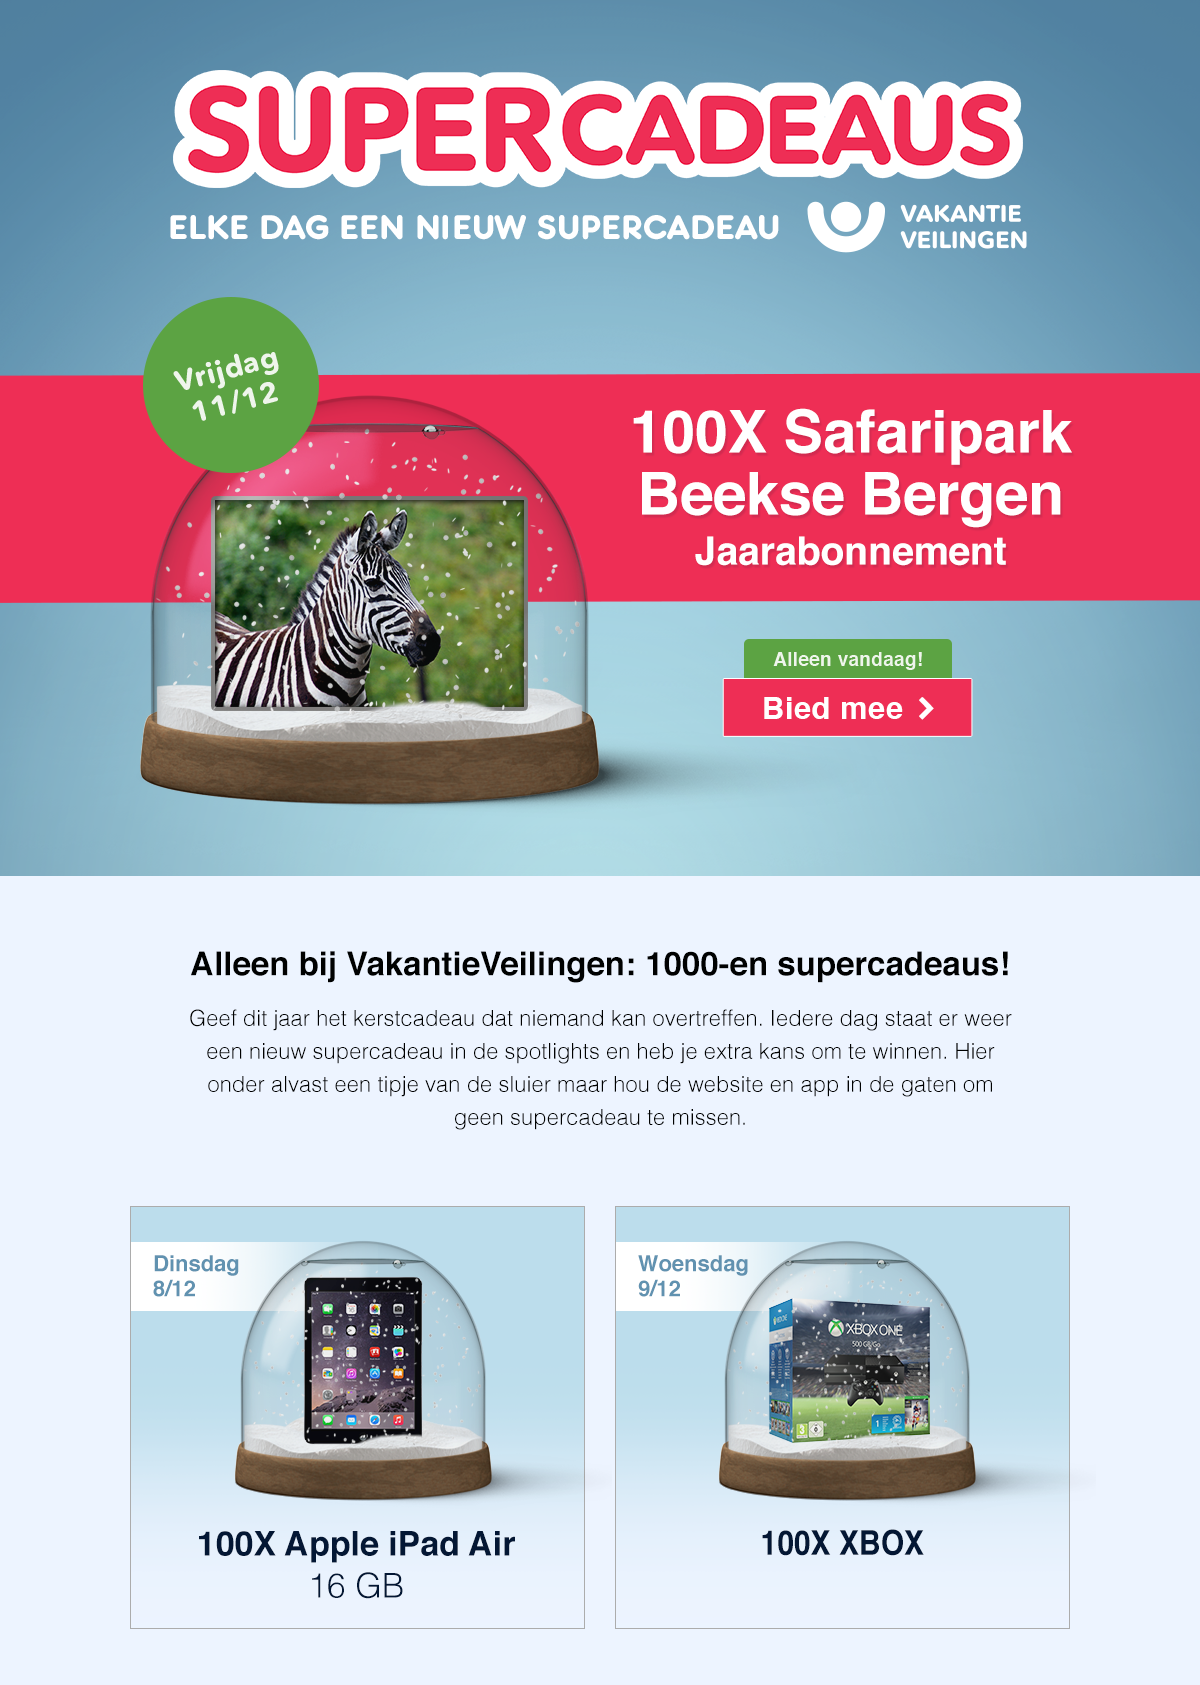 SUPERCADEAUS
ELKE DAG EEN NIEUW SUPERCADEAU
VAKANTIE
VEILINGEN
Vrijdag
11/12
100X Safaripark
Beekse Bergen
Jaarabonnement
Alleen vandaag!
Bied mee
Alleen bij VakantieVeilingen: 1000-en supercadeaus!
Geef dit jaar het kerstcadeau dat niemand kan overtreffen. Iedere dag staat er weer
een nieuw supercadeau in de spotlights en heb je extra kans om te winnen. Hier
onder alvast een tipje van de sluier maar hou de website en app in de gaten om
geen supercadeau te missen.
Dinsdag
8/12
100X Apple iPad Air
16 GB
Woensdag
9/12
XBOX ONE
500 GB/Go
100X XBOX